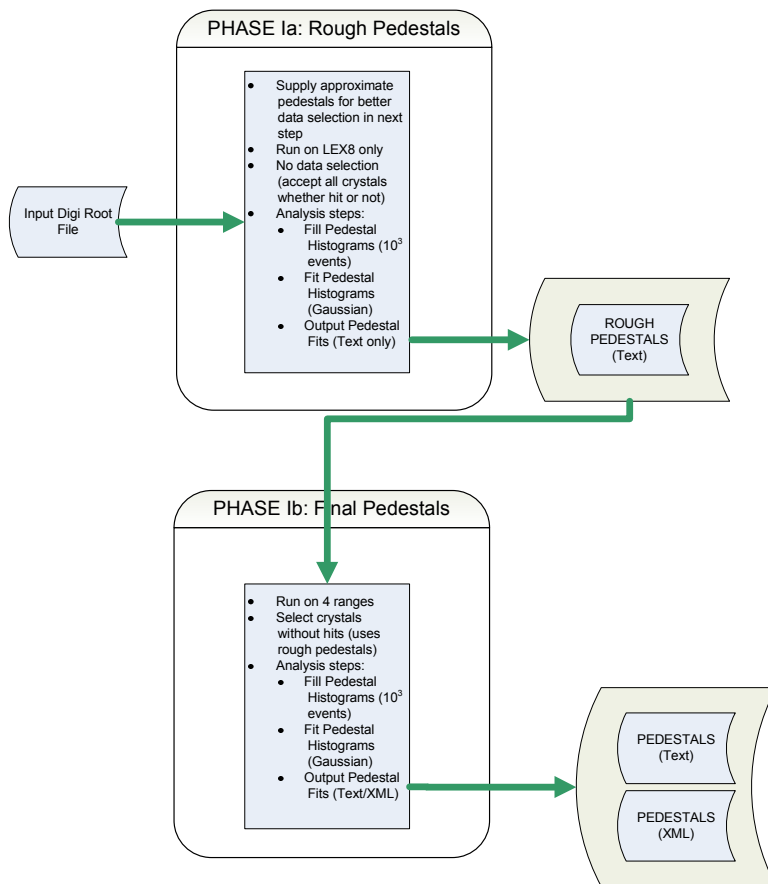 PHASE Ia: Rough Pedestals
• Supply approximate
pedestals for better
data selection in next
step
• Run on LEX8 only
• No data selection
(accept all crystals
whether hit or not)
• Analysis steps:
• Fill Pedestal
Histograms (10³
events)
• Fit Pedestal
Histograms
(Gaussian)
• Output Pedestal
Fits (Text only)
Input Digi Root
File
ROUGH
PEDESTALS
(Text)
PHASE Ib: Final Pedestals
• Run on 4 ranges
• Select crystals
without hits (uses
rough pedestals)
• Analysis steps:
• Fill Pedestal
Histograms (10³
events)
• Fit Pedestal
Histograms
(Gaussian)
• Output Pedestal
Fits (Text/XML)
PEDESTALS
(Text)
PEDESTALS
(XML)